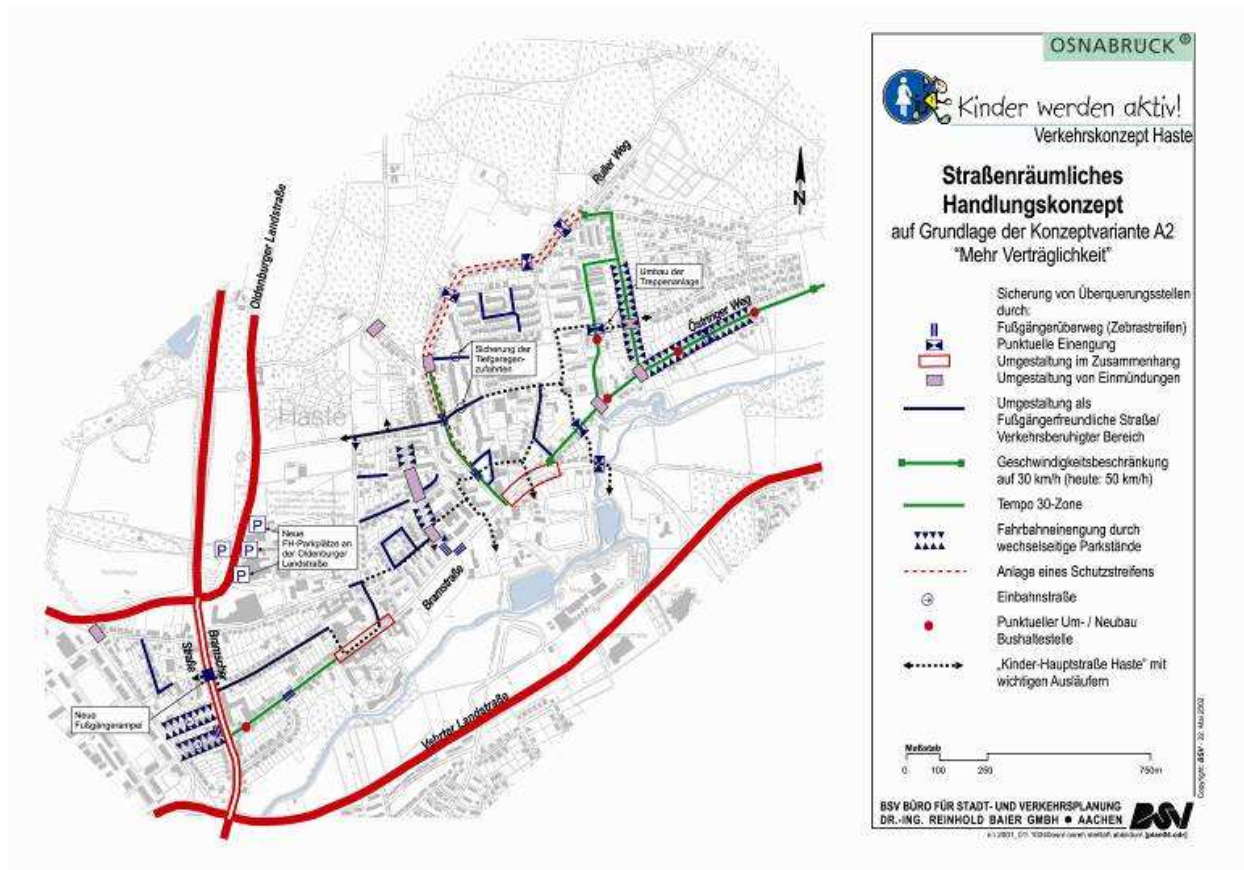 OSNABRÜCK
Kinder werden aktiv!
Verkehrskonzept Haste
Straßenräumliches
Handlungskonzept
auf Grundlage der Konzeptvariante A2
"Mehr Verträglichkeit"
Sicherung von Überquerungsstellen
durch:
Fußgängerüberweg (Zebrastreifen)
Punktuelle Einengung
Umgestaltung im Zusammenhang
Umgestaltung von Einmündungen
Umgestaltung als
Fußgängerfreundliche Straße/
Verkehrsberuhigter Bereich
Geschwindigkeitsbeschränkung
auf 30 km/h (heute: 50 km/h)
Tempo 30-Zone
Fahrbahneinengung durch
wechselseitige Parkstände
Anlage eines Schutzstreifens
Einbahnstraße
Punktueller Um- / Neubau
Bushaltestelle
„Kinder-Hauptstraße Haste" mit
wichtigen Ausläufern
Maßstab
0 100 250 750m
BSV BÜRO FÜR STADT- UND VERKEHRSPLANUNG
DR.-ING. REINHOLD BAIER GMBH ● AACHEN
BSV
Copyright: BSV - 22. Mai 2002
N
Ruller Weg
Oldenburger Landstraße
Umbau der
Treppenanlage
Östringer Weg
Sicherung der
Tiefgaragen-
zufahrten
Haste
P
P
P
P
Neue
FH-Parkplätze an
der Oldenburger
Landstraße
Bramstraße
Bramscher
Straße
Neue
Fußgängerampel
Vehrter Landstraße